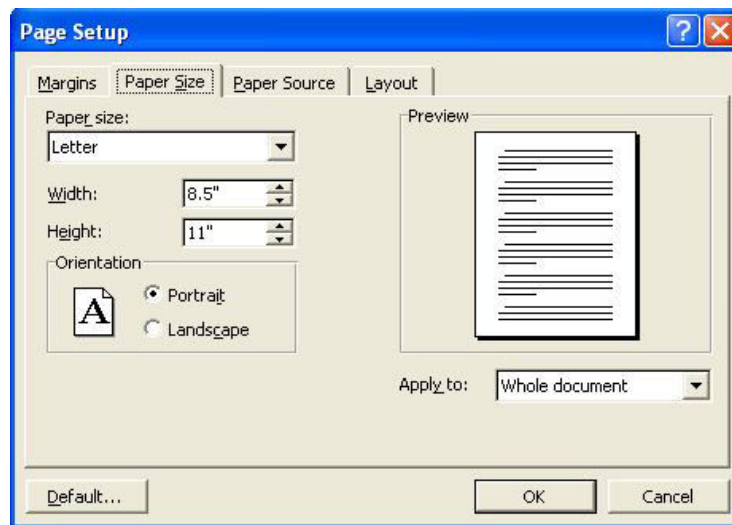 Page Setup
Margins Paper Size Paper Source Layout
Paper size:
Letter
Width: 8.5"
Height: 11"
Orientation
A
Portrait
Landscape
Preview
Apply to: Whole document
Default... OK Cancel